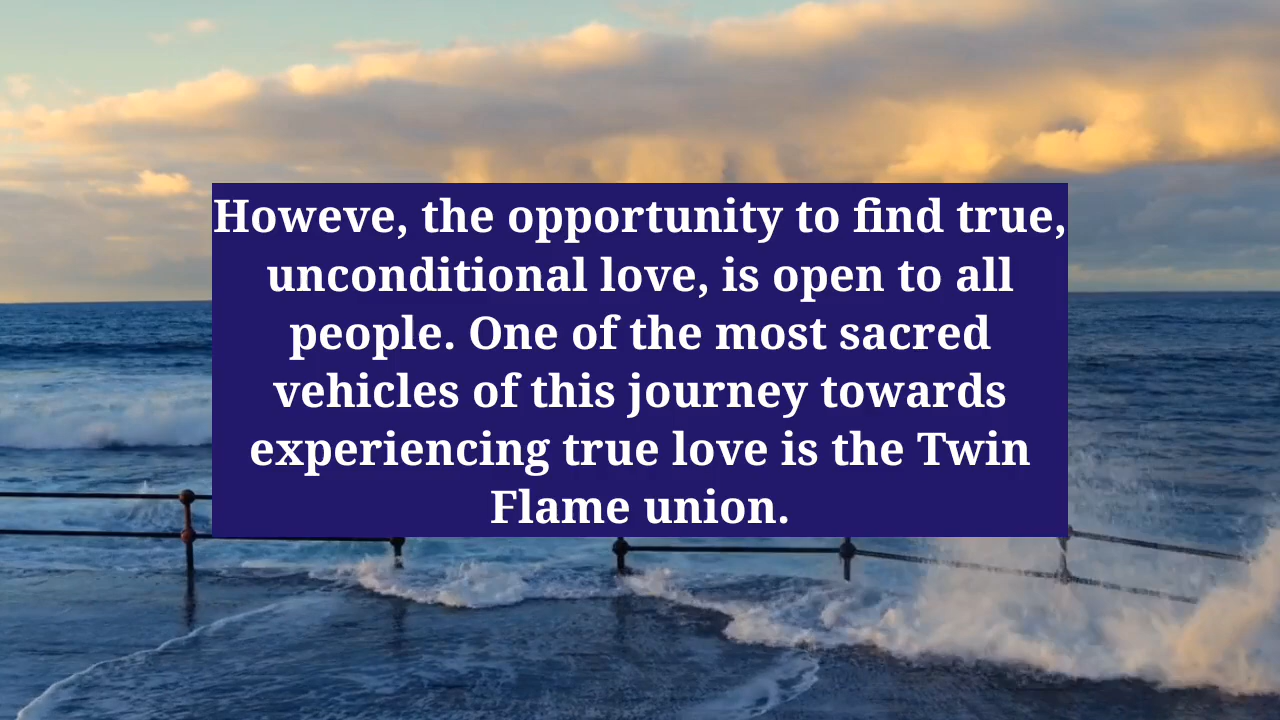 Howeve, the opportunity to find true,
unconditional love, is open to all
people. One of the most sacred
vehicles of this journey towards
experiencing true love is the Twin
Flame union.